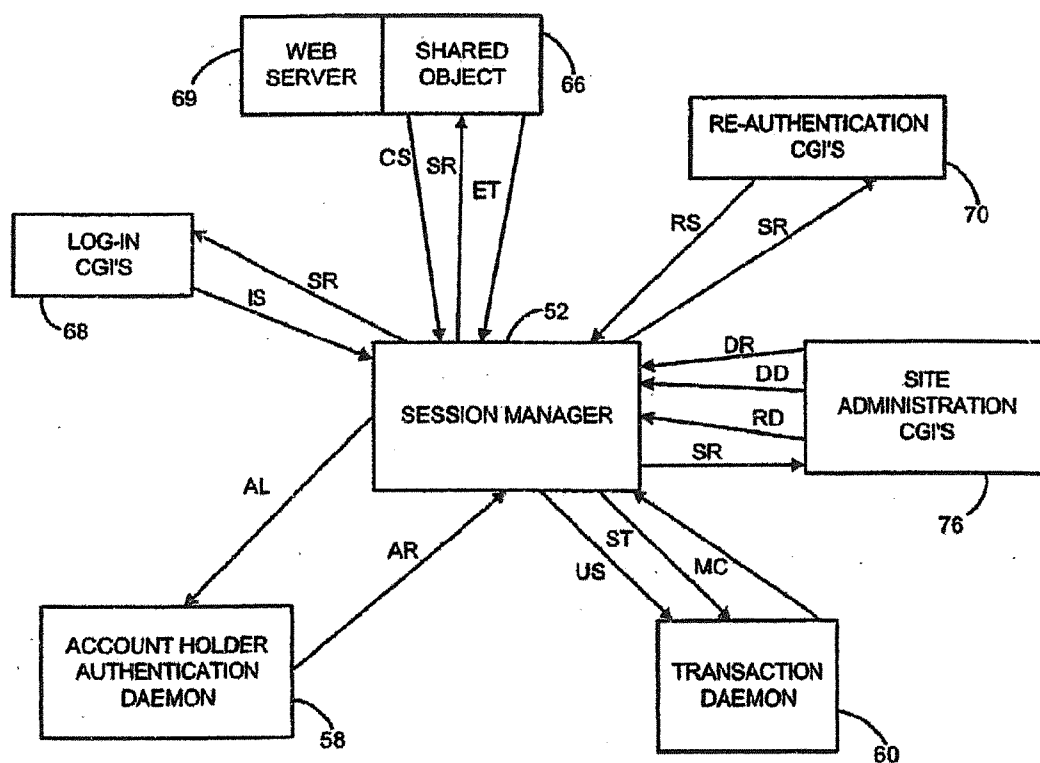 WEB
SERVER
SHARED
OBJECT
69
66
RE-AUTHENTICATION
CGI'S
70
CS
SR
ET
RS
SR
LOG-IN
CGI'S
68
SR
IS
52
SESSION MANAGER
DR
DD
RD
SR
SITE
ADMINISTRATION
CGI'S
76
AL
AR
US
ST
MC
ACCOUNT HOLDER
AUTHENTICATION
DAEMON
58
TRANSACTION
DAEMON
60